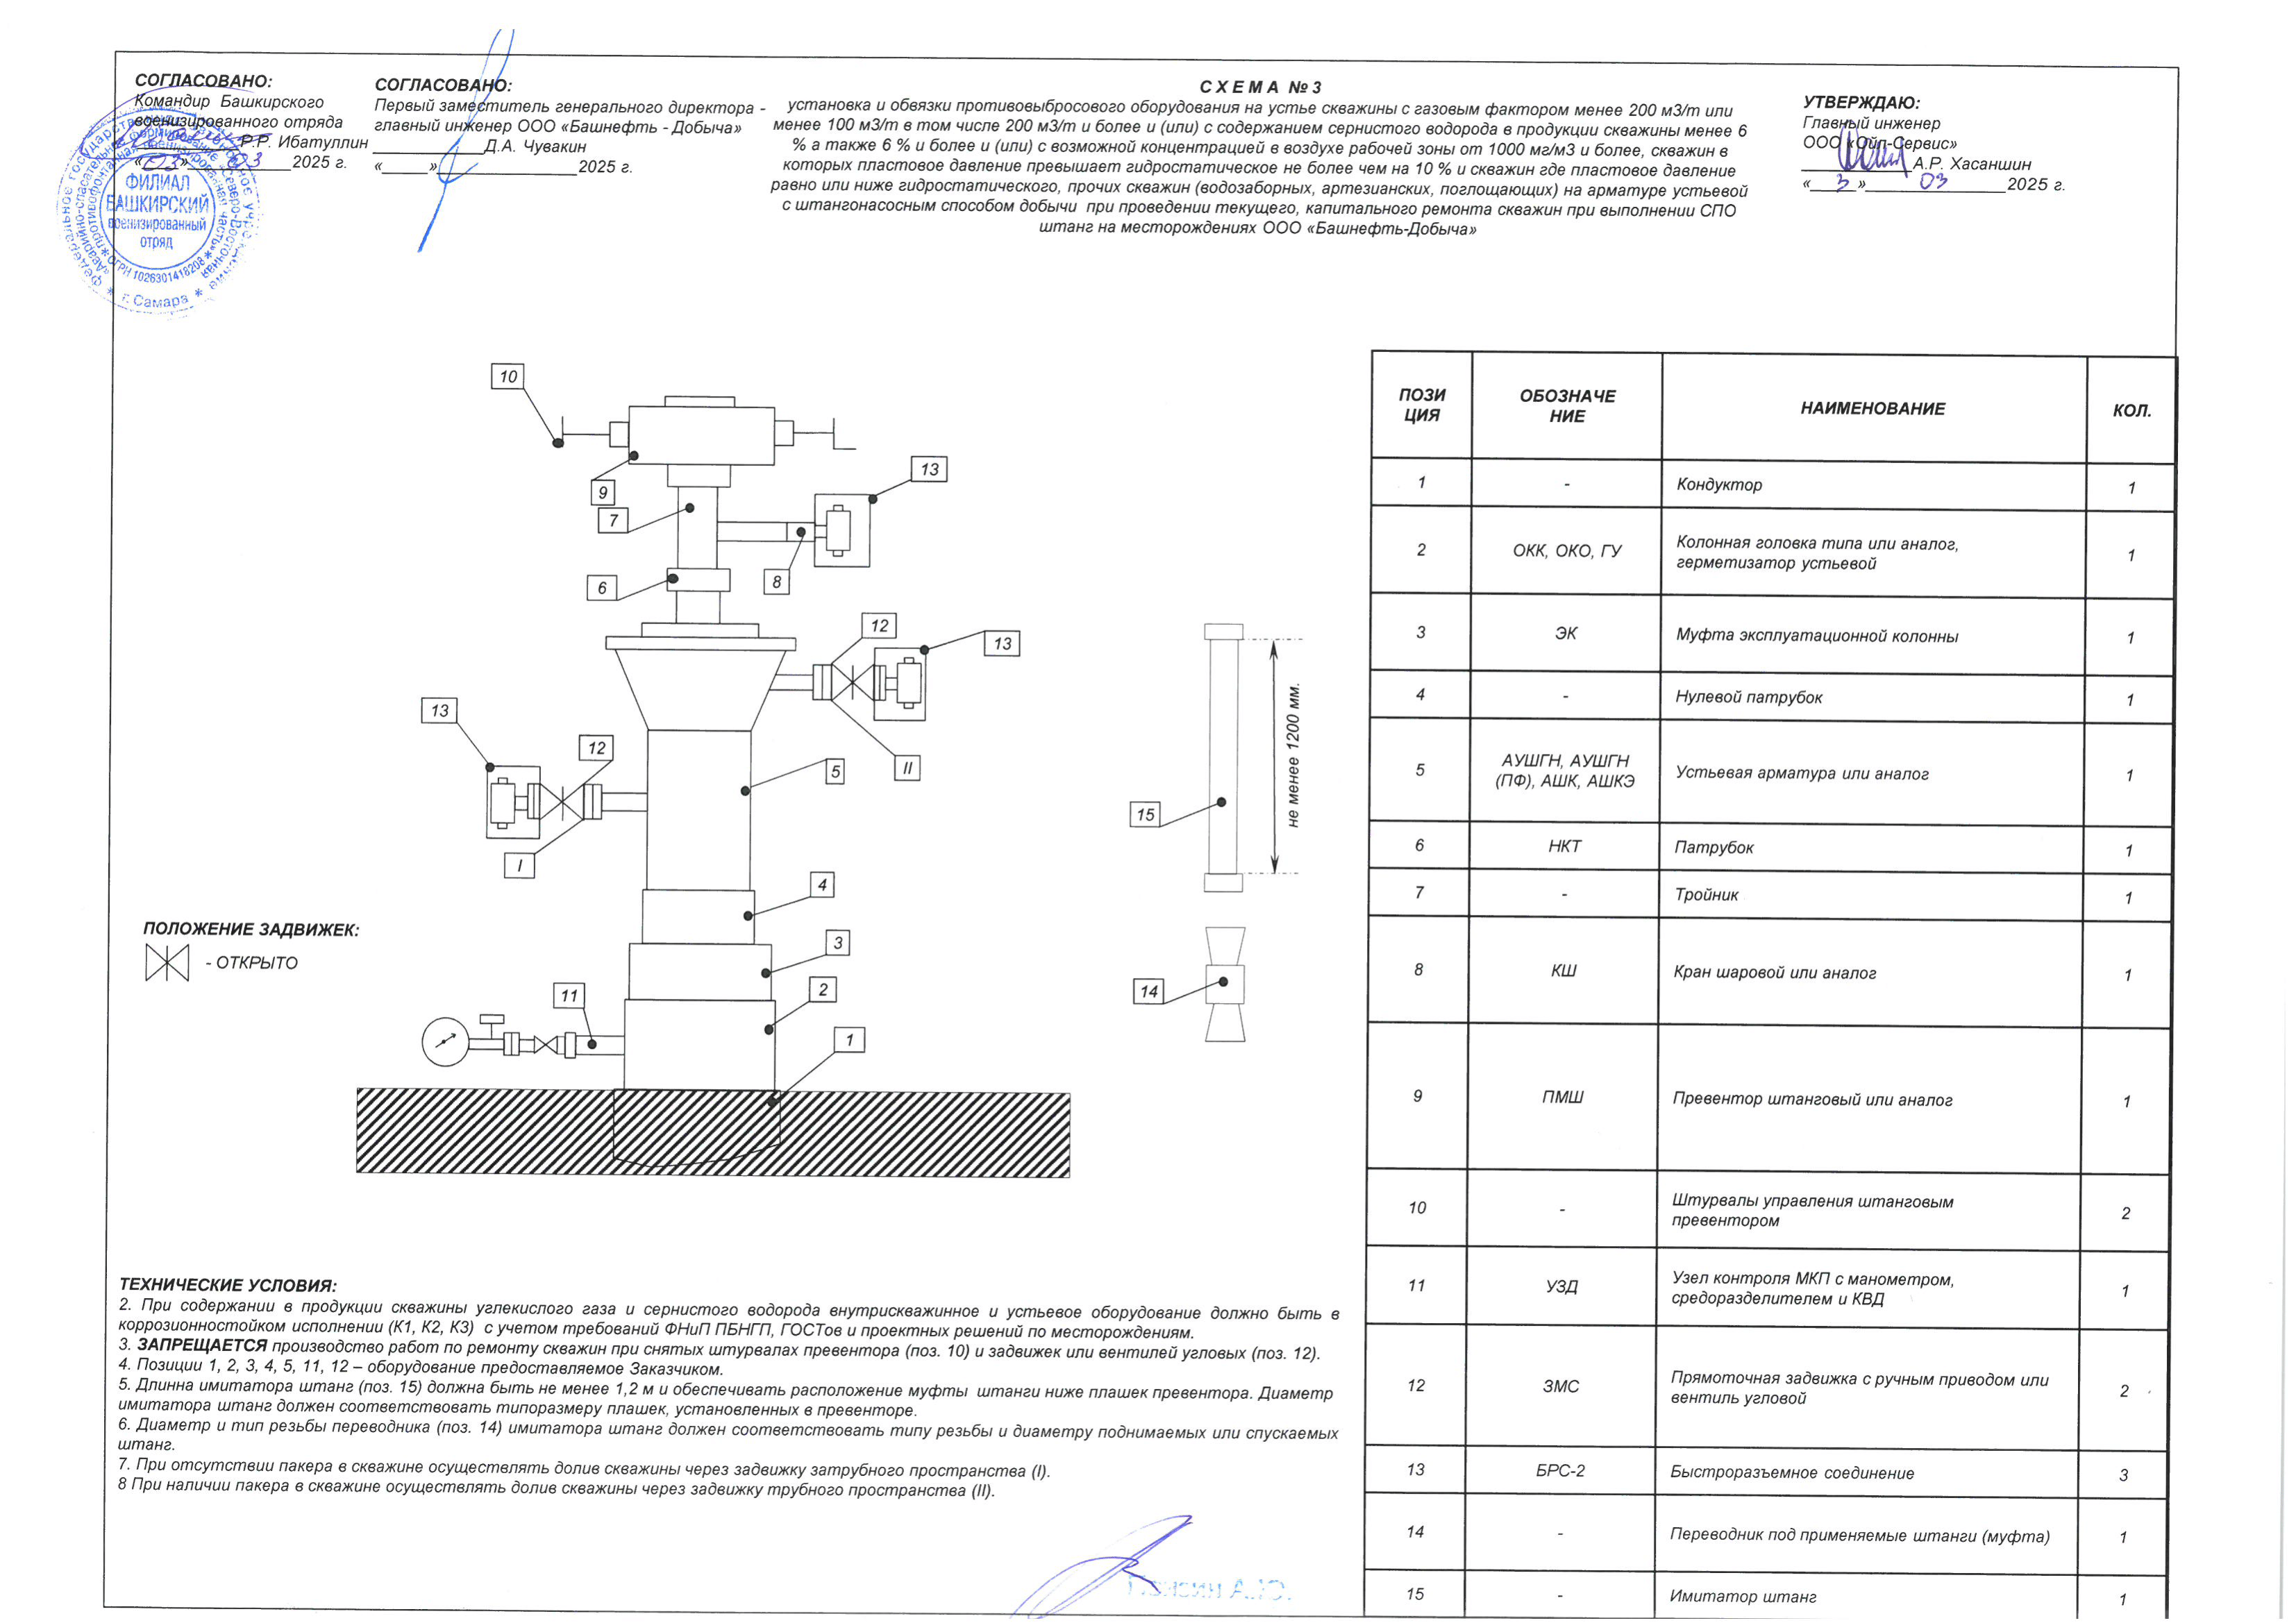 СОГЛАСОВАНО:
Командир Башкирского
военизированного отряда
Р.Р. Ибатуллин
«03» 03 2025 г.
ФИЛИАЛ
БАШКИРСКИЙ
военизированный
отряд
ОГРН 1026301418208
г. Самара
СОГЛАСОВАНО:
Первый заместитель генерального директора -
главный инженер ООО «Башнефть - Добыча»
Д.А. Чувакин
«_____»_______________2025 г.
С Х Е М А № 3
установка и обвязки противовыбросового оборудования на устье скважины с газовым фактором менее 200 м3/т или
менее 100 м3/т в том числе 200 м3/т и более и (или) с содержанием сернистого водорода в продукции скважины менее 6
% а также 6 % и более и (или) с возможной концентрацией в воздухе рабочей зоны от 1000 мг/м3 и более, скважин в
которых пластовое давление превышает гидростатическое не более чем на 10 % и скважин где пластовое давление
равно или ниже гидростатического, прочих скважин (водозаборных, артезианских, поглощающих) на арматуре устьевой
с штангонасосным способом добычи при проведении текущего, капитального ремонта скважин при выполнении СПО
штанг на месторождениях ООО «Башнефть-Добыча»
УТВЕРЖДАЮ:
Главный инженер
ООО «Ойл-Сервис»
А.Р. Хасаншин
« 3 » 03 2025 г.
10
13
9
7
6
8
12
13
13
12
5
II
I
4
3
2
11
1
15
не менее 1200 мм.
14
ПОЛОЖЕНИЕ ЗАДВИЖЕК:
- ОТКРЫТО
ТЕХНИЧЕСКИЕ УСЛОВИЯ:
2. При содержании в продукции скважины углекислого газа и сернистого водорода внутрискважинное и устьевое оборудование должно быть в
коррозионностойком исполнении (К1, К2, К3) с учетом требований ФНиП ПБНГП, ГОСТов и проектных решений по месторождениям.
3. ЗАПРЕЩАЕТСЯ производство работ по ремонту скважин при снятых штурвалах превентора (поз. 10) и задвижек или вентилей угловых (поз. 12).
4. Позиции 1, 2, 3, 4, 5, 11, 12 – оборудование предоставляемое Заказчиком.
5. Длинна имитатора штанг (поз. 15) должна быть не менее 1,2 м и обеспечивать расположение муфты штанги ниже плашек превентора. Диаметр
имитатора штанг должен соответствовать типоразмеру плашек, установленных в превенторе.
6. Диаметр и тип резьбы переводника (поз. 14) имитатора штанг должен соответствовать типу резьбы и диаметру поднимаемых или спускаемых
штанг.
7. При отсутствии пакера в скважине осуществлять долив скважины через задвижку затрубного пространства (I).
8 При наличии пакера в скважине осуществлять долив скважины через задвижку трубного пространства (II).
ПОЗИ
ЦИЯ
ОБОЗНАЧЕ
НИЕ
НАИМЕНОВАНИЕ
КОЛ.
1 - Кондуктор 1
2 ОКК, ОКО, ГУ Колонная головка типа или аналог,
герметизатор устьевой 1
3 ЭК Муфта эксплуатационной колонны 1
4 - Нулевой патрубок 1
5 АУШГН, АУШГН
(ПФ), АШК, АШКЭ Устьевая арматура или аналог 1
6 НКТ Патрубок 1
7 - Тройник 1
8 КШ Кран шаровой или аналог 1
9 ПМШ Превентор штанговый или аналог 1
10 - Штурвалы управления штанговым
превентором 2
11 УЗД Узел контроля МКП с манометром,
средоразделителем и КВД 1
12 ЗМС Прямоточная задвижка с ручным приводом или
вентиль угловой 2
13 БРС-2 Быстроразъемное соединение 3
14 - Переводник под применяемые штанги (муфта) 1
15 - Имитатор штанг 1